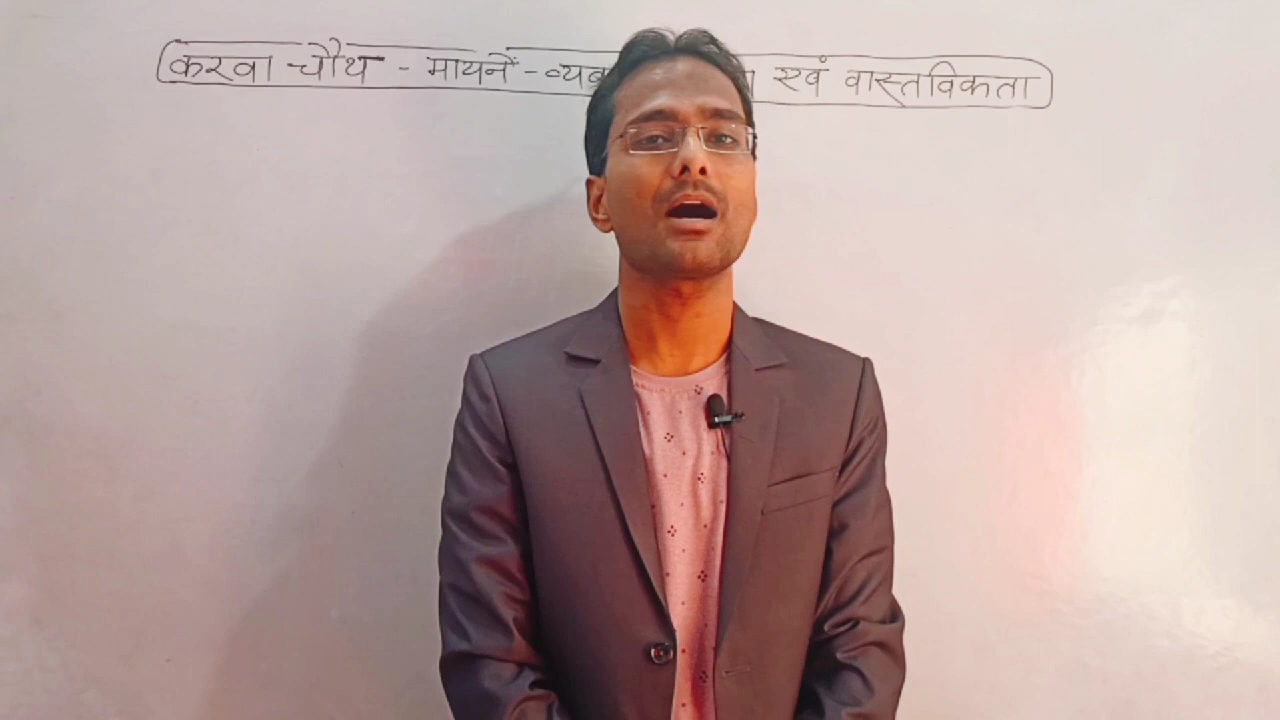 करवा चौथ - मायनें - एवं वास्तविकता